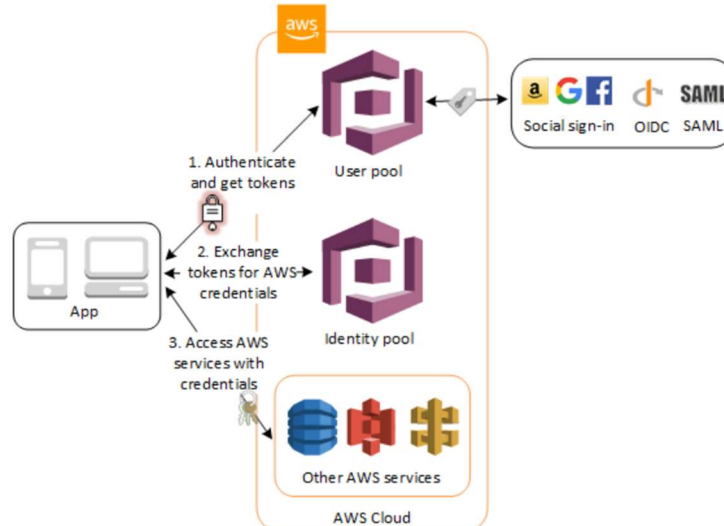 aws
a
G
f
SAML
Social sign-in
OIDC
SAML
1. Authenticate
and get tokens
User pool
2. Exchange
tokens for AWS
credentials
App
Identity pool
3. Access AWS
services with
credentials
Other AWS services
AWS Cloud